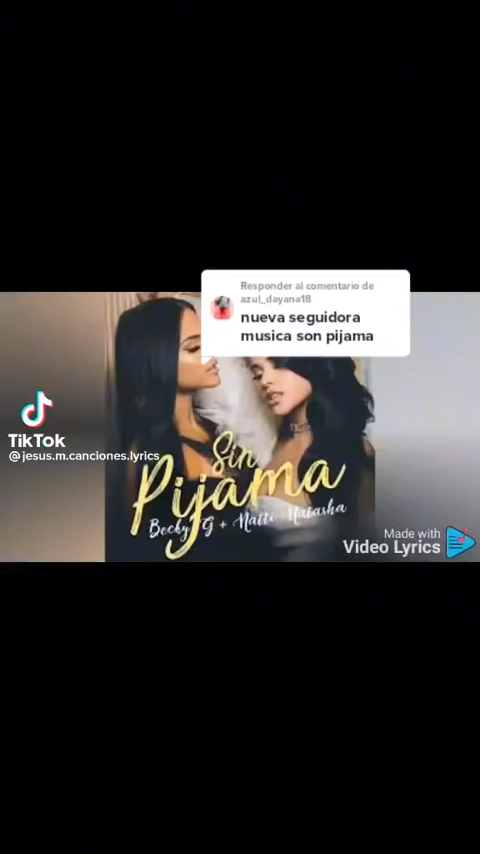 Responder al comentario de
azul_dayana18
nueva seguidora
musica son pijama
TikTok
@jesus.m.canciones.lyrics
Sin
Pijama
Becky G + Natti Natasha
Made with
Video Lyrics